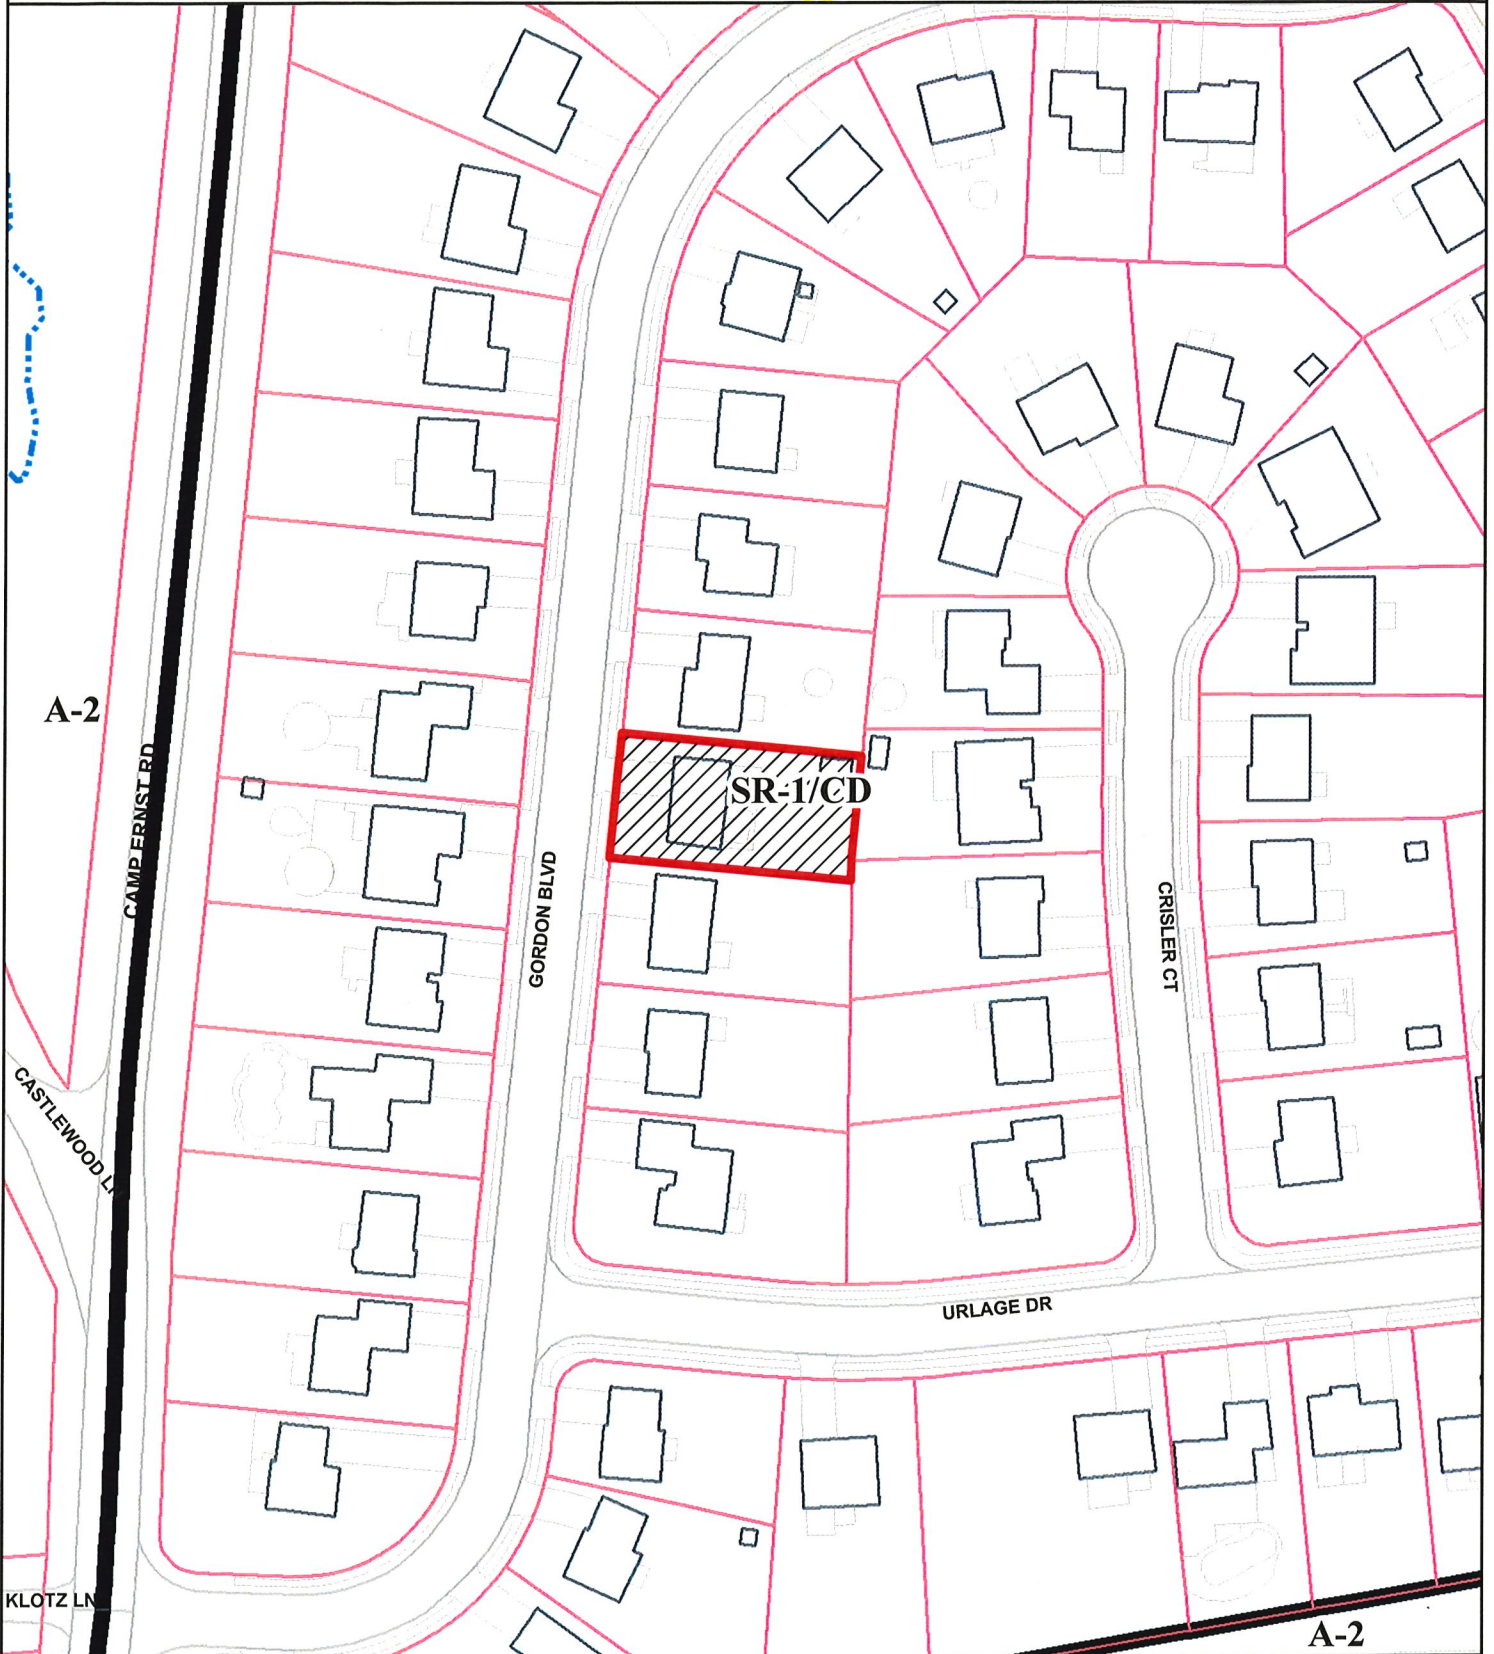 A-2
CAMP ERNST RD
SR-1/CD
GORDON BLVD
CRISLER CT
CASTLEWOOD LN
URLAGE DR
KLOTZ LN
A-2